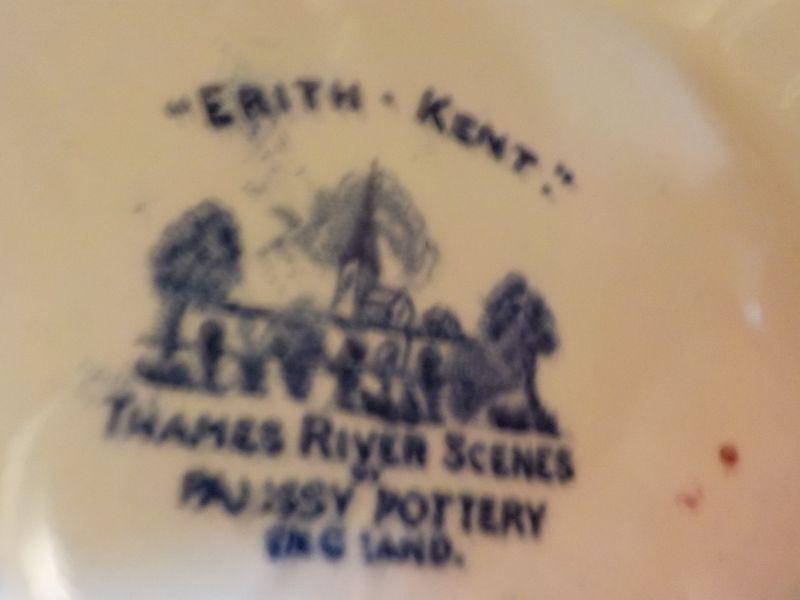 "ERITH · KENT."
THAMES RIVER SCENES
BY
PALISSY POTTERY
ENGLAND.